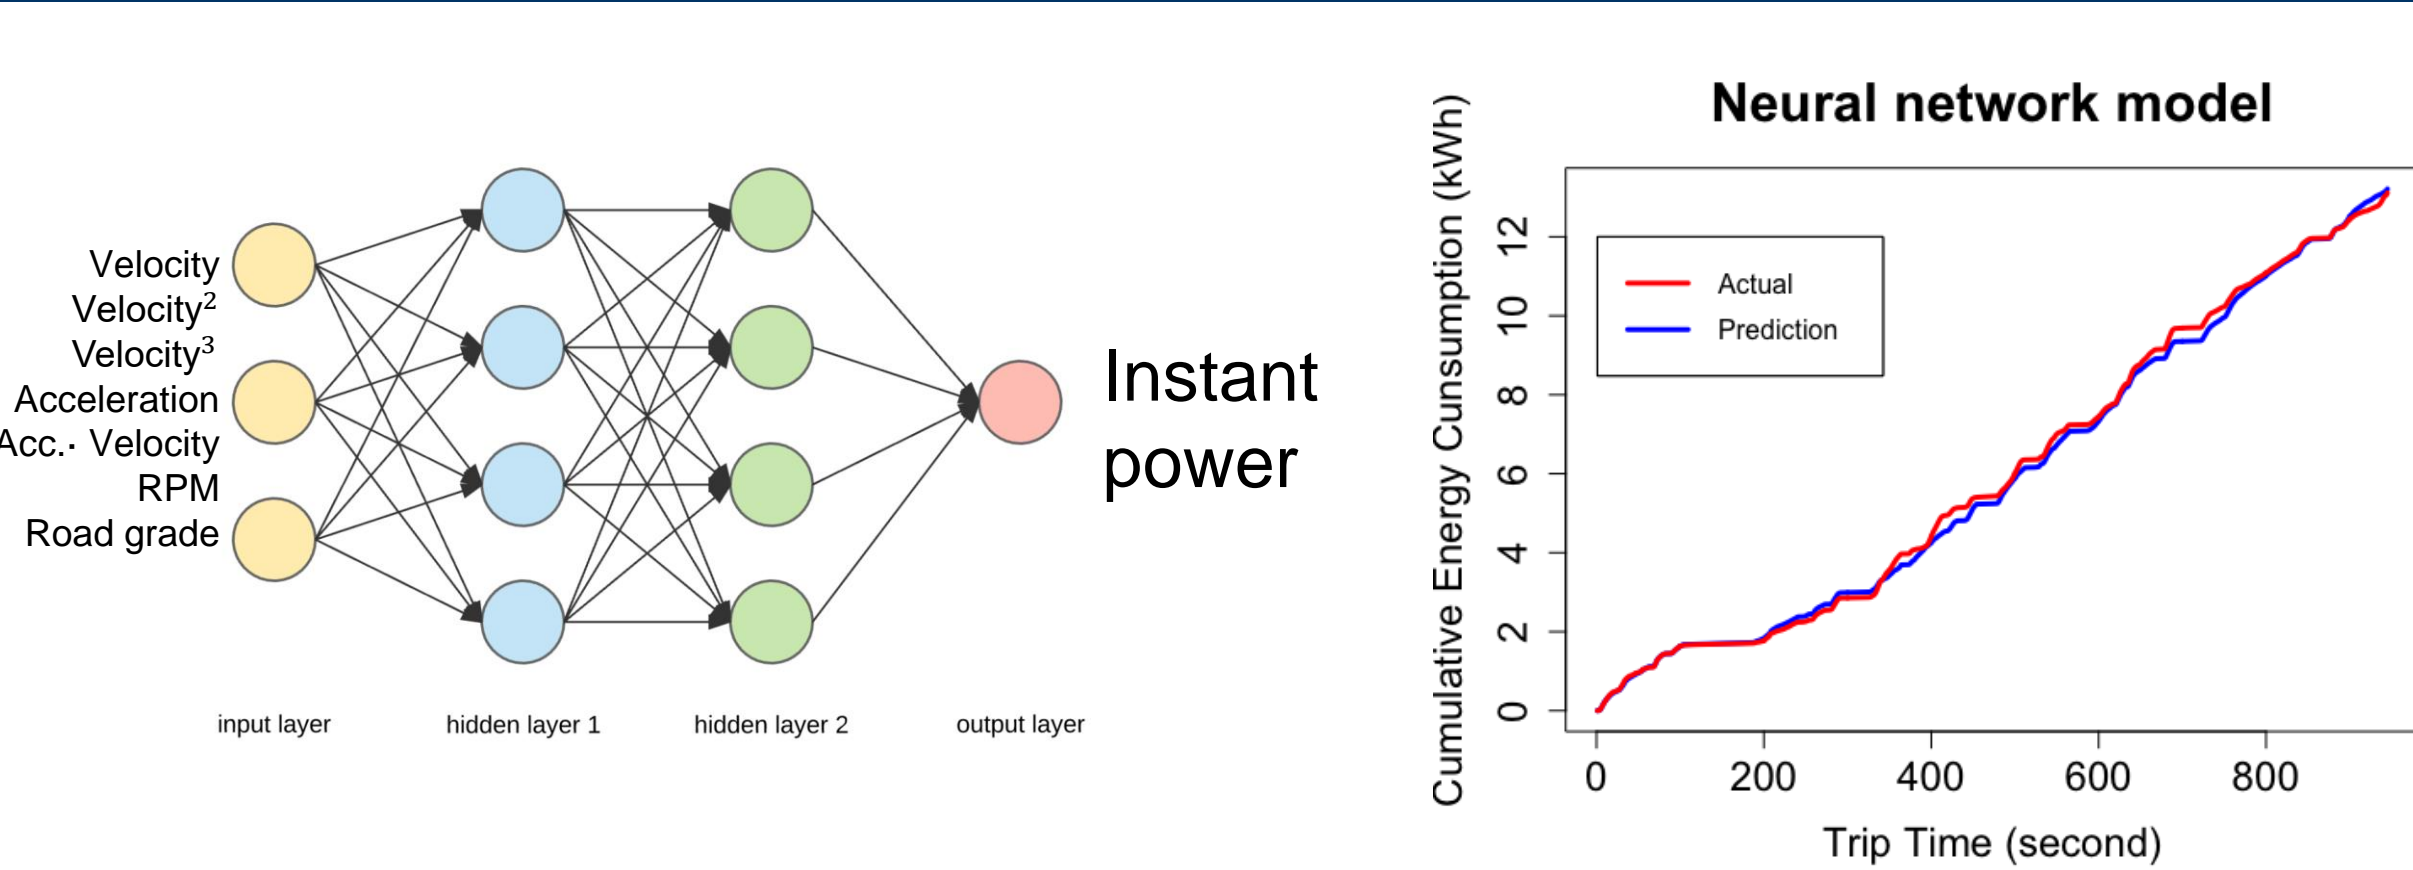 Velocity
Velocity²
Velocity³
Acceleration
Acc.· Velocity
RPM
Road grade
input layer
hidden layer 1
hidden layer 2
output layer
Instant
power
Neural network model
Cumulative Energy Cunsumption (kWh)
12
10
8
6
4
2
0
Actual
Prediction
0 200 400 600 800
Trip Time (second)